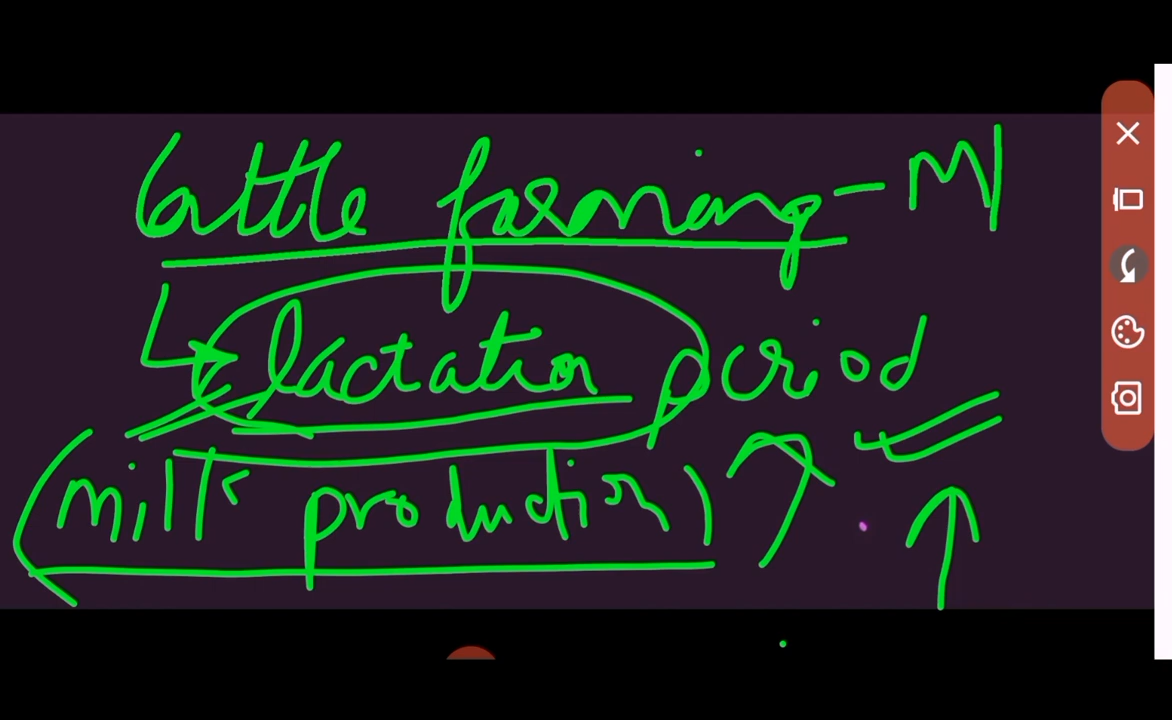 Cattle farming - M
lactation period
(milk production)